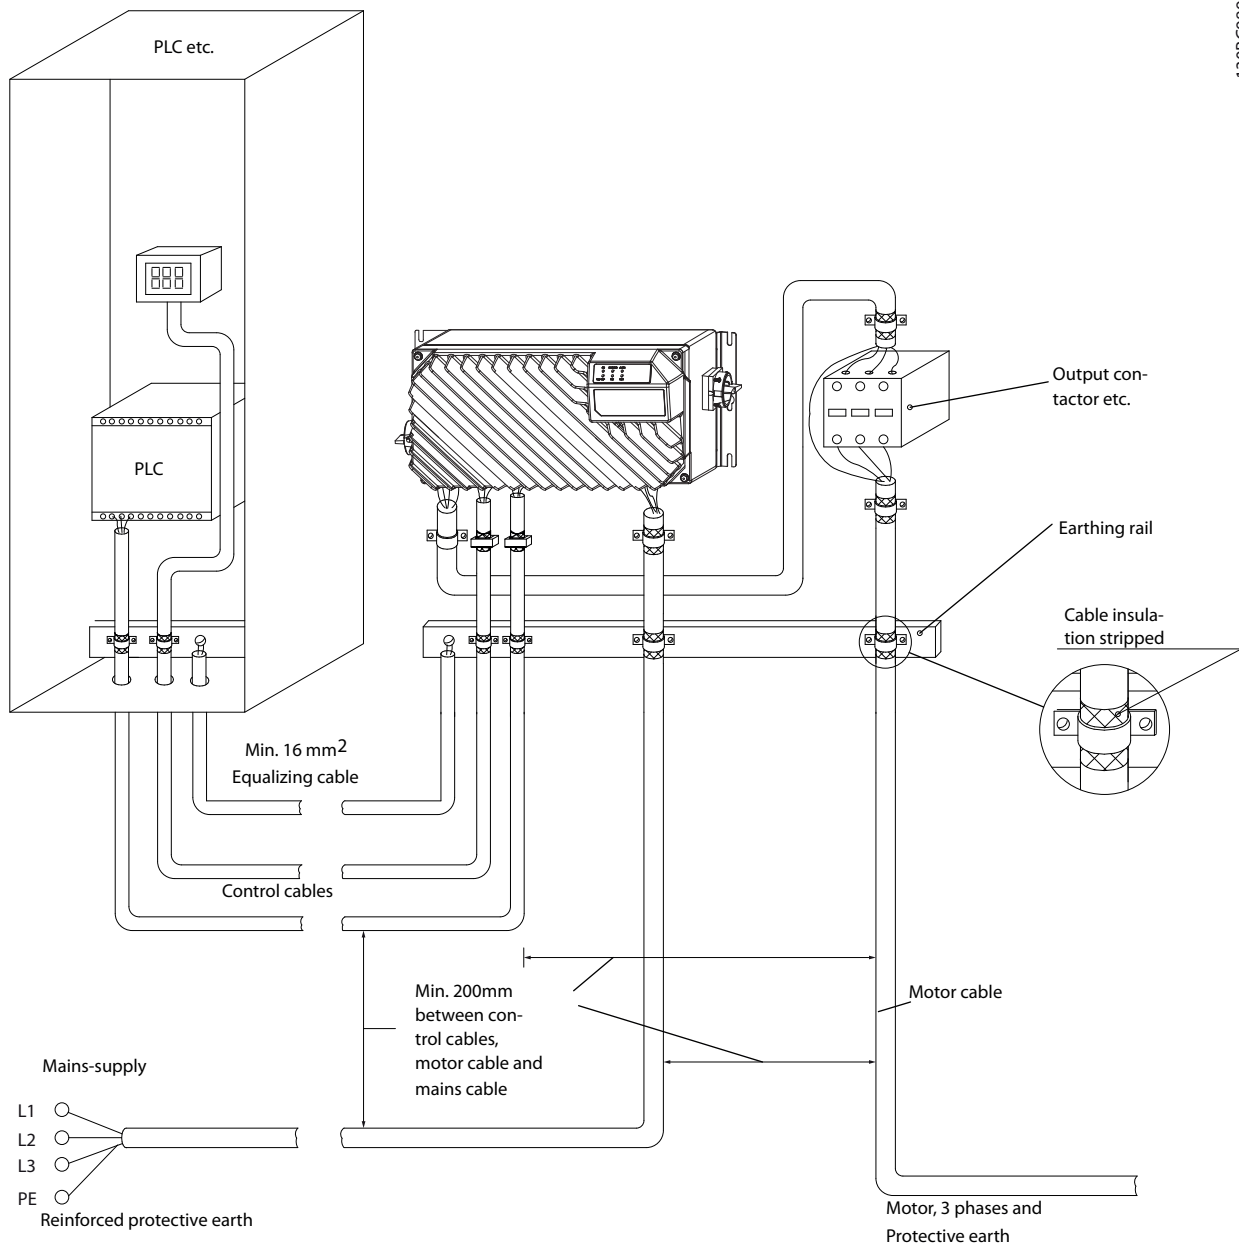 PLC etc.
PLC
Output con-
tactor etc.
Earthing rail
Cable insula-
tion stripped
Min. 16 mm2
Equalizing cable
Control cables
Min. 200mm
between con-
trol cables,
motor cable and
mains cable
Motor cable
Mains-supply
L1
L2
L3
PE
Reinforced protective earth
Motor, 3 phases and
Protective earth